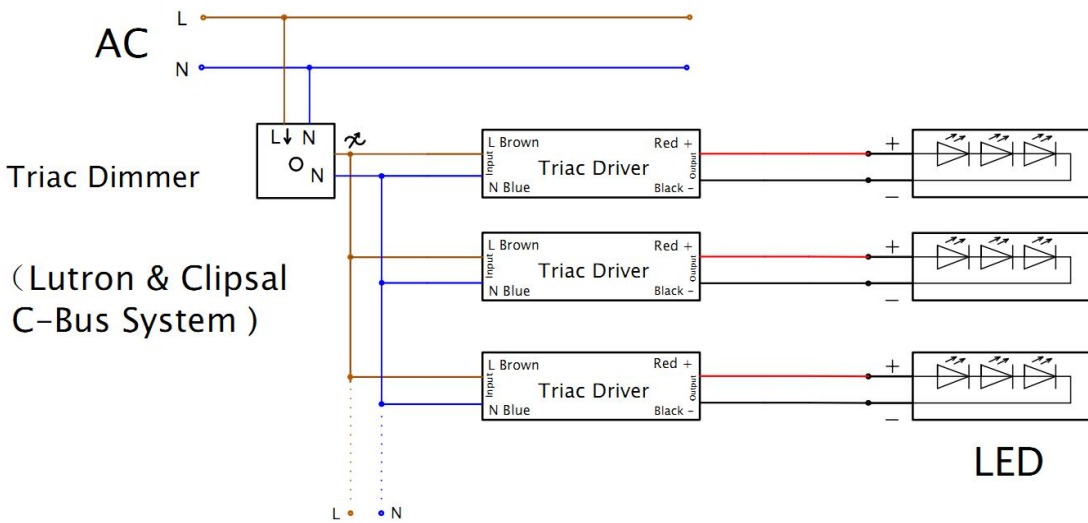 L
AC
N
L N
N
Triac Dimmer
（Lutron & Clipsal
C-Bus System )
L Brown
Input
N Blue
Triac Driver
Red +
Output
Black -
+
−
L Brown
Input
N Blue
Triac Driver
Red +
Output
Black -
+
−
L Brown
Input
N Blue
Triac Driver
Red +
Output
Black -
+
−
LED
L
N